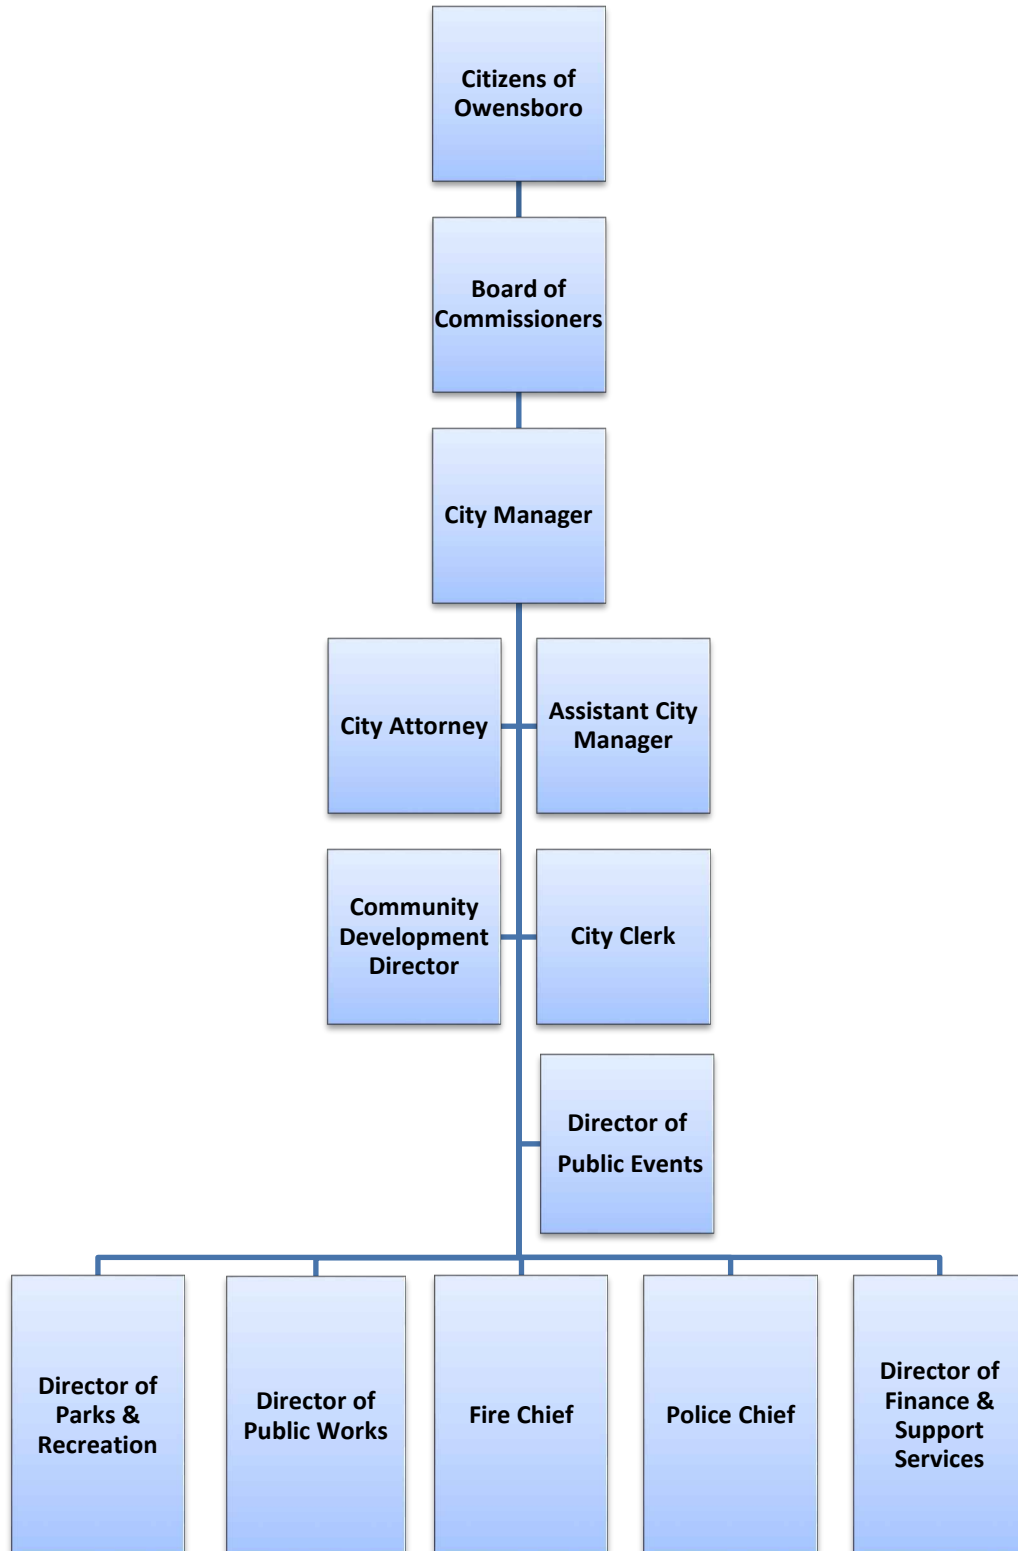 Citizens of
Owensboro
Board of
Commissioners
City Manager
City Attorney
Assistant City
Manager
Community
Development
Director
City Clerk
Director of
Public Events
Director of
Parks &
Recreation
Director of
Public Works
Fire Chief
Police Chief
Director of
Finance &
Support
Services